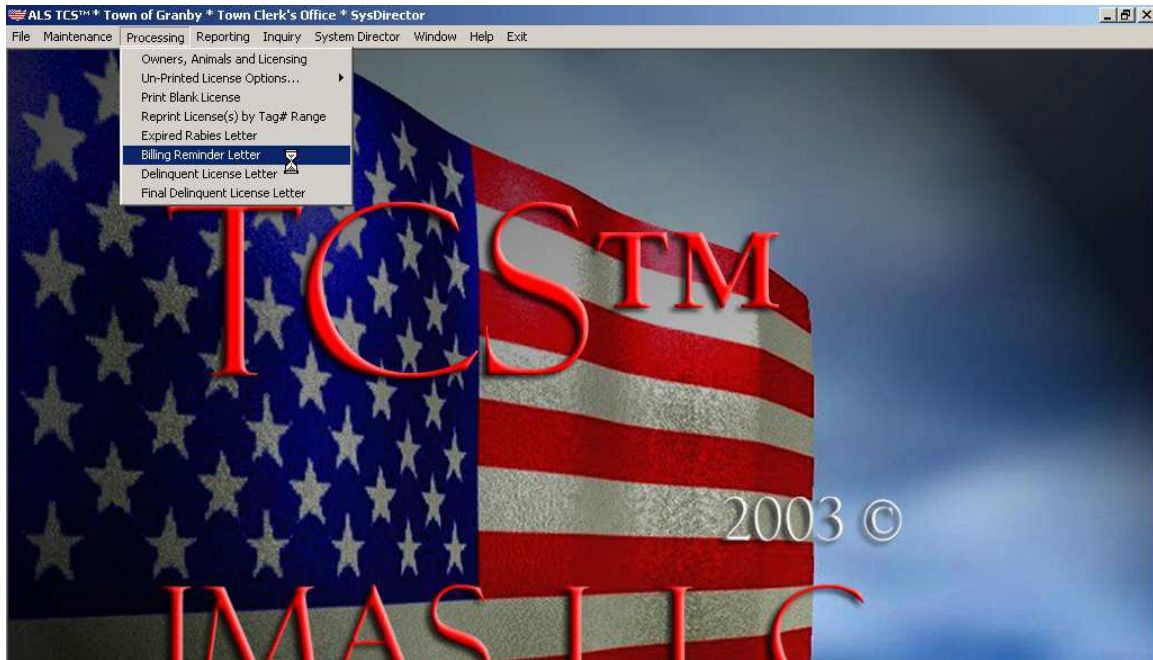 ALS TCS™ * Town of Granby * Town Clerk's Office * SysDirector
File Maintenance Processing Reporting Inquiry System Director Window Help Exit
Owners, Animals and Licensing
Un-Printed License Options...
Print Blank License
Reprint License(s) by Tag# Range
Expired Rabies Letter
Billing Reminder Letter
Delinquent License Letter
Final Delinquent License Letter
TCS™
2003 ©
IMAS LLC